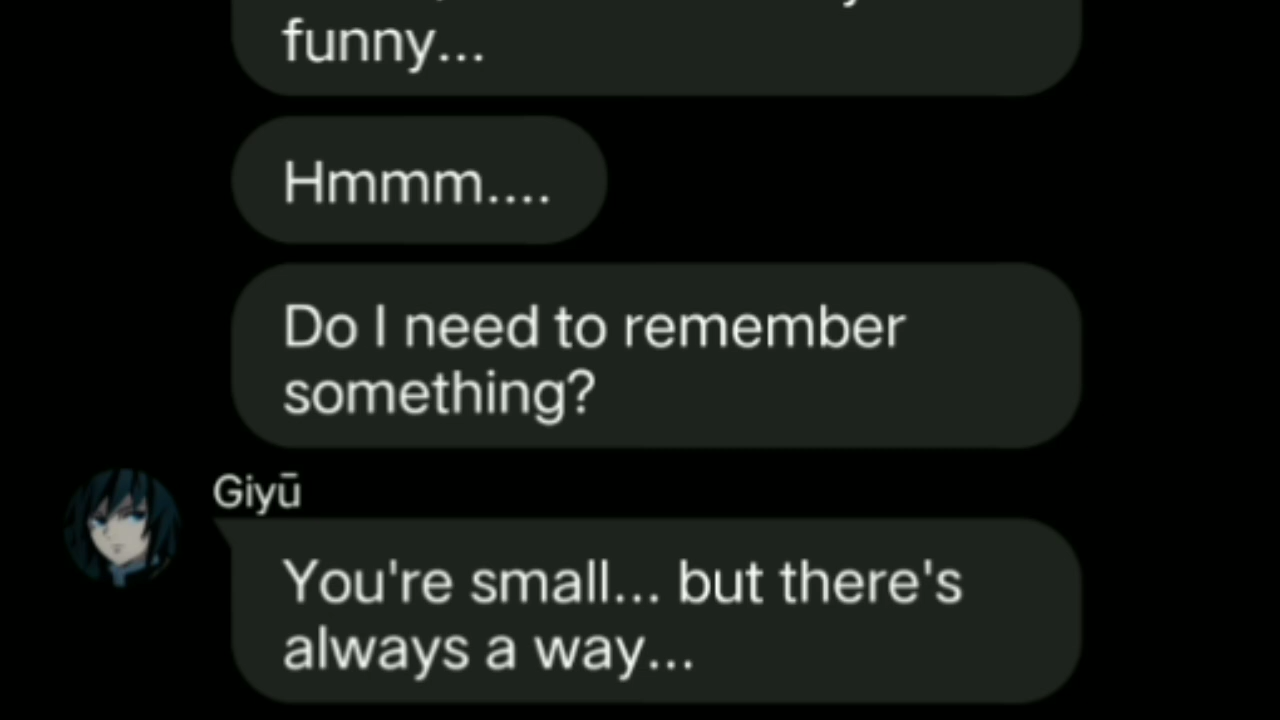 funny...
Hmmm....
Do I need to remember
something?
Giyū
You're small... but there's
always a way...